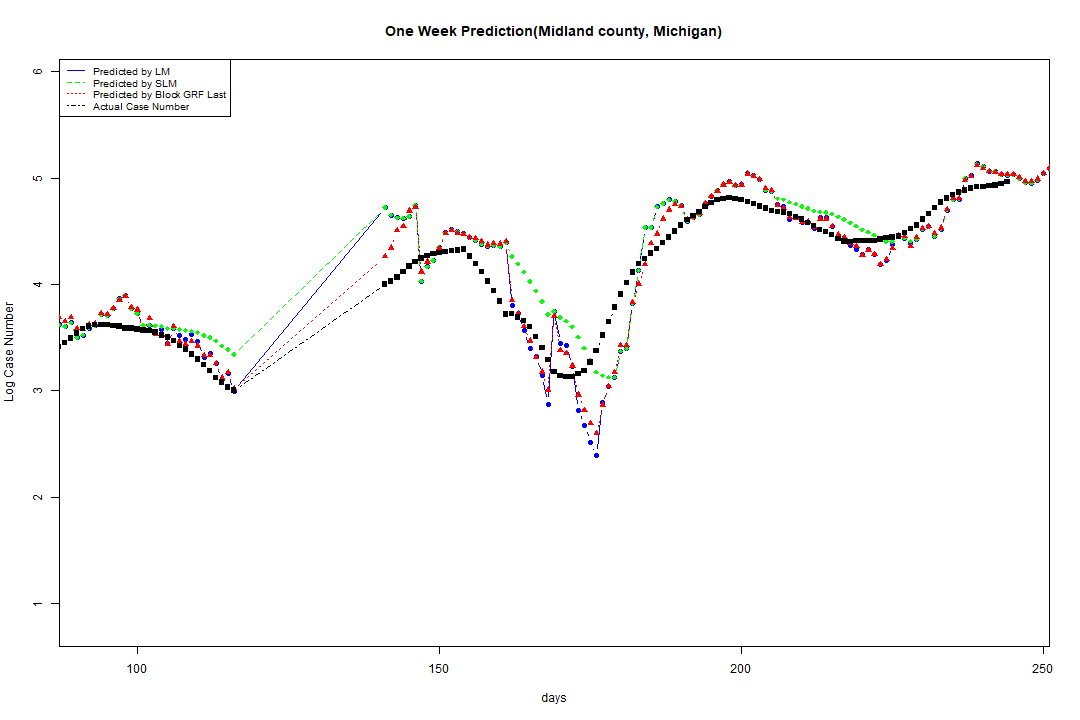 One Week Prediction(Midland county, Michigan)
Predicted by LM
Predicted by SLM
Predicted by Block GRF Last
Actual Case Number
6
5
4
3
2
1
Log Case Number
100
150
200
250
days